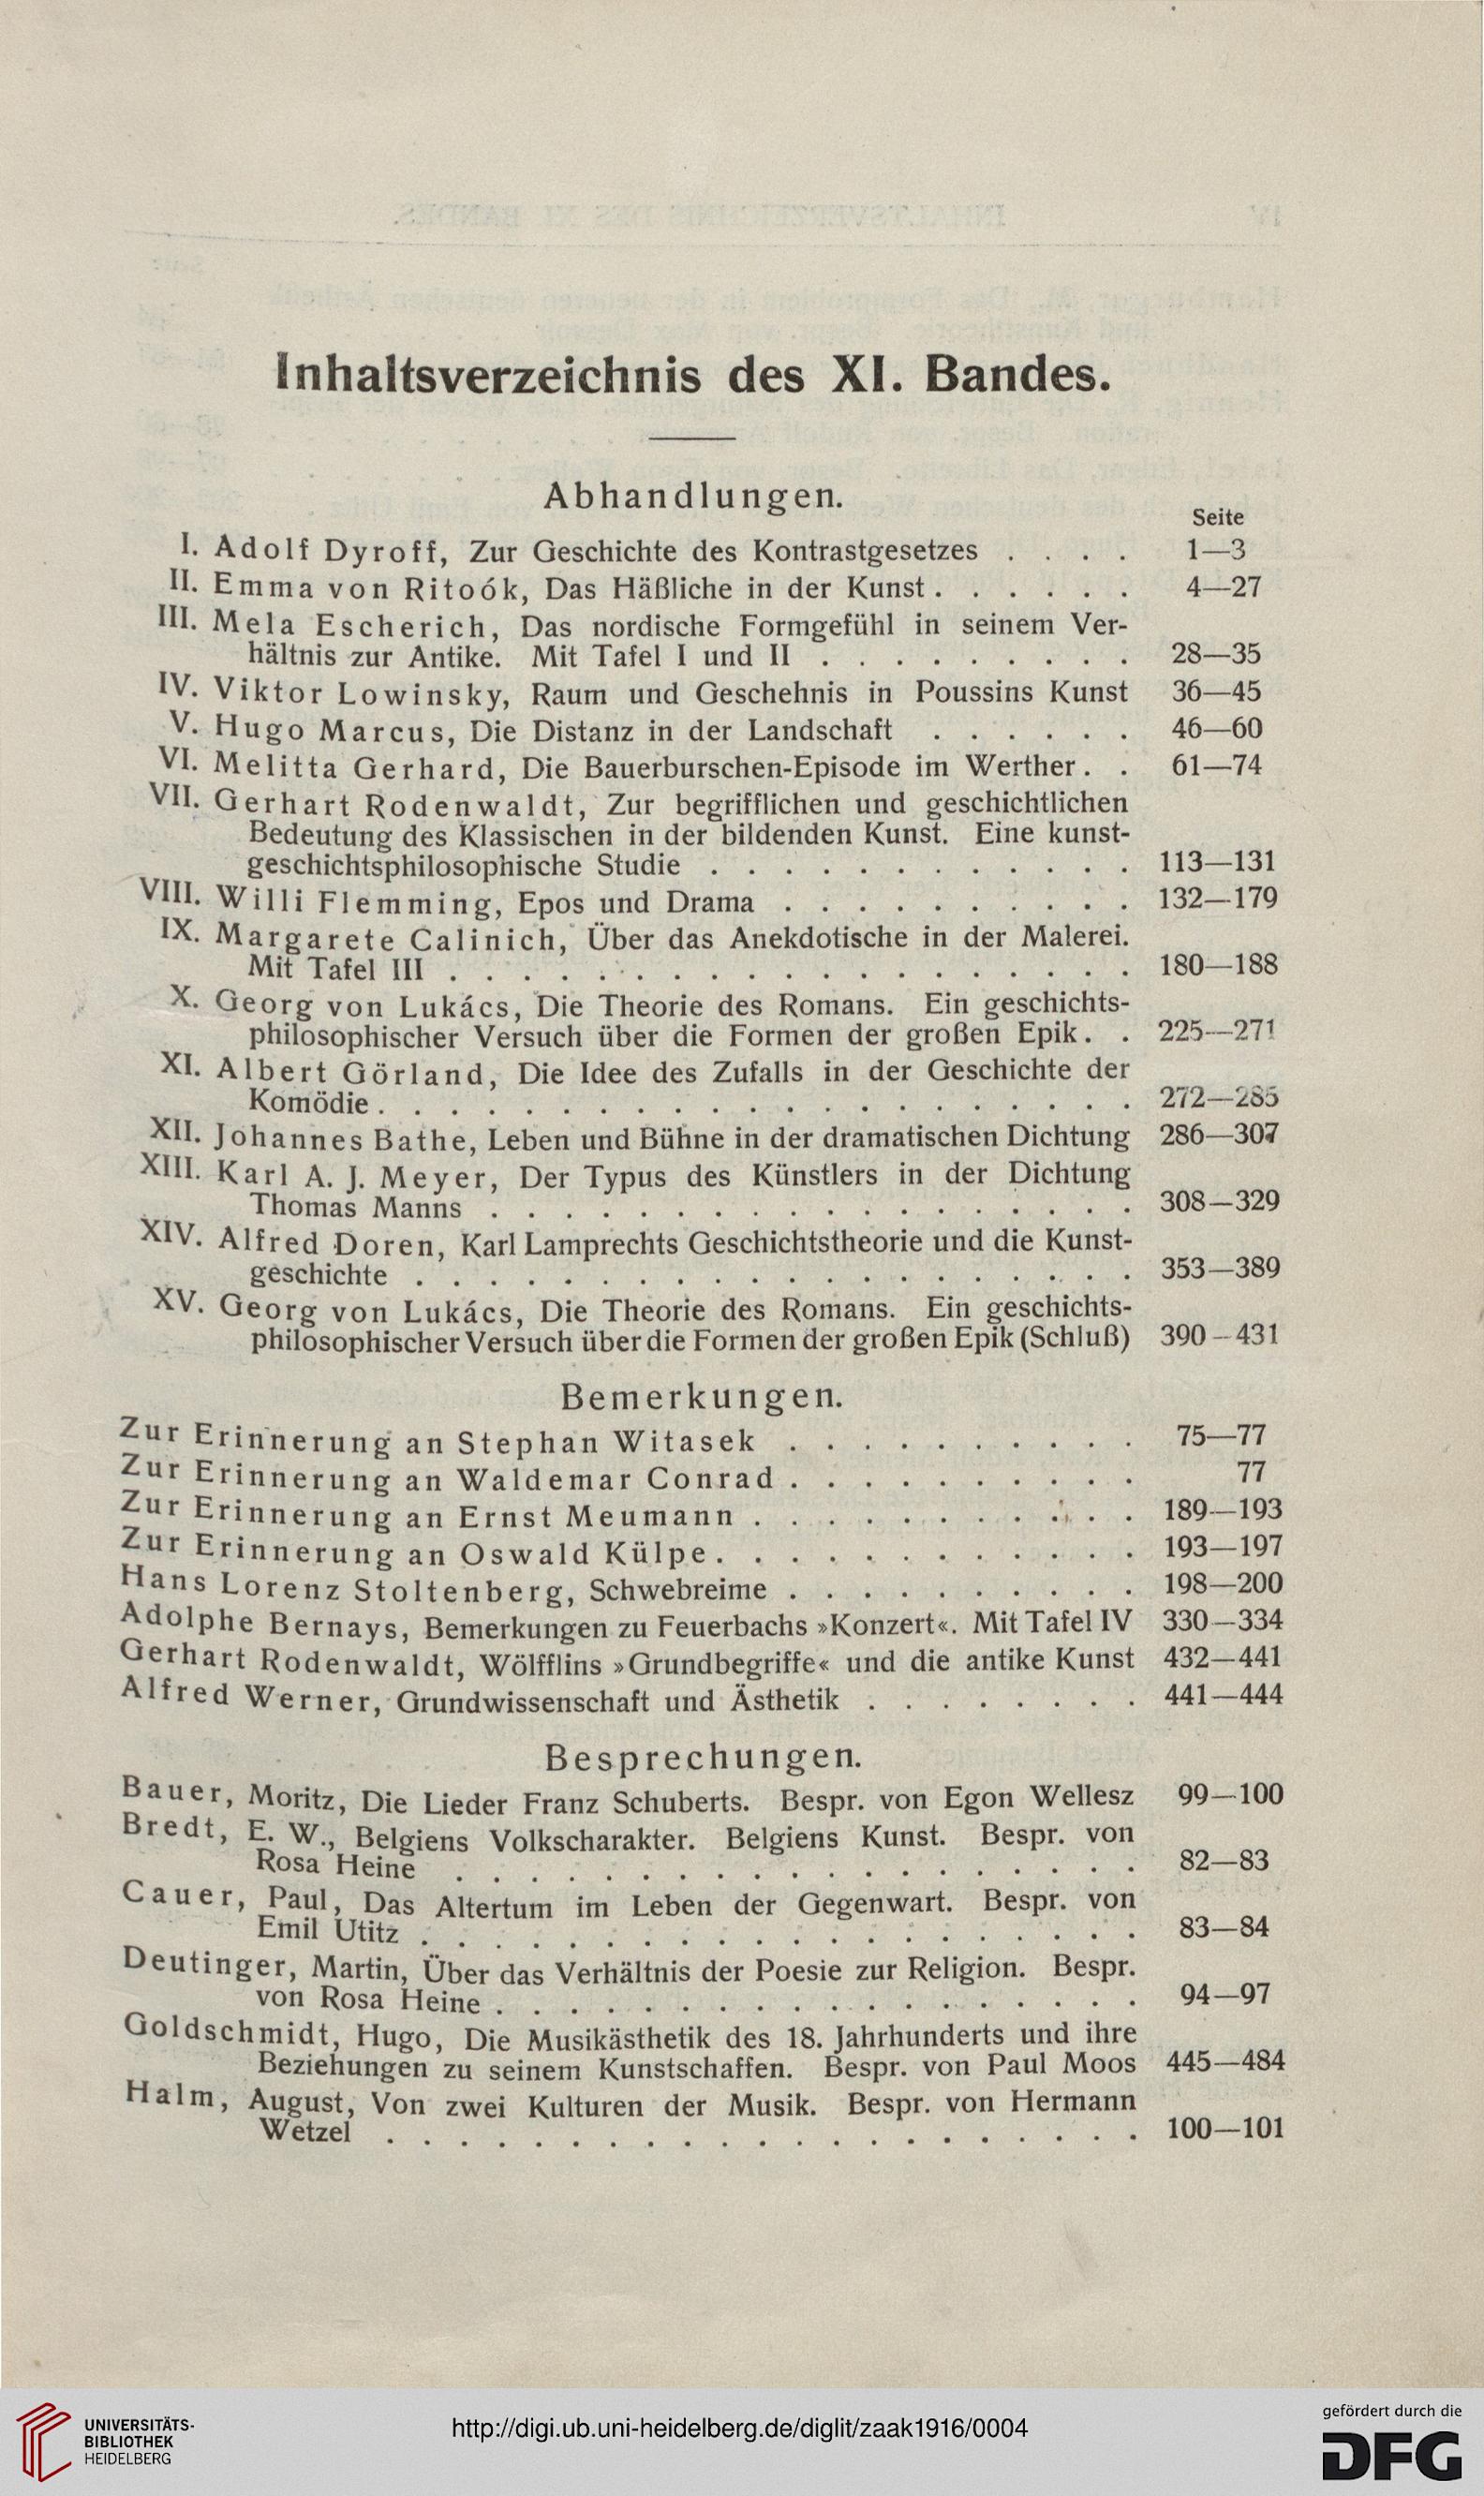 Inhaltsverzeichnis des XI. Bandes.
Abhandlungen.
Seite
I. Adolf Dyroff, Zur Geschichte des Kontrastgesetzes . . . . 1—3
II. Emma von Ritoók, Das Häßliche in der Kunst . . . . . . 4—27
III. Mela Escherich, Das nordische Formgefühl in seinem Ver-
hältnis zur Antike. Mit Tafel I und II . . . . . . . . . 28—35
IV. Viktor Lowinsky, Raum und Geschehnis in Poussins Kunst 36—45
V. Hugo Marcus, Die Distanz in der Landschaft . . . . . . 46—60
VI. Melitta Gerhard, Die Bauerburschen-Episode im Werther . . 61—74
VII. Gerhart Rodenwaldt, Zur begrifflichen und geschichtlichen
Bedeutung des Klassischen in der bildenden Kunst. Eine kunst-
geschichtsphilosophische Studie . . . . . . . . . . . . 113—131
VIII. Willi Flemming, Epos und Drama . . . . . . . . . . 132—179
IX. Margarete Calinich, Über das Anekdotische in der Malerei.
Mit Tafel III . . . . . . . . . . . . . . . . . . . 180—188
X. Georg von Lukács, Die Theorie des Romans. Ein geschichts-
philosophischer Versuch über die Formen der großen Epik . . 225—271
XI. Albert Görland, Die Idee des Zufalls in der Geschichte der
Komödie . . . . . . . . . . . . . . . . . . . . . 272—285
XII. Johannes Bathe, Leben und Bühne in der dramatischen Dichtung 286—307
XIII. Karl A. J. Meyer, Der Typus des Künstlers in der Dichtung
Thomas Manns . . . . . . . . . . . . . . . . . . 308—329
XIV. Alfred Doren, Karl Lamprechts Geschichtstheorie und die Kunst-
geschichte . . . . . . . . . . . . . . . . . . . . 353—389
XV. Georg von Lukács, Die Theorie des Romans. Ein geschichts-
philosophischer Versuch über die Formen der großen Epik (Schluß) 390—431
Bemerkungen.
Zur Erinnerung an Stephan Witasek . . . . . . . . . . 75—77
Zur Erinnerung an Waldemar Conrad . . . . . . . . . . 77
Zur Erinnerung an Ernst Meumann . . . . . . . . . . . 189—193
Zur Erinnerung an Oswald Külpe . . . . . . . . . . . . 193—197
Hans Lorenz Stoltenberg, Schwebreime . . . . . . . . . . 198—200
Adolphe Bernays, Bemerkungen zu Feuerbachs »Konzert«. Mit Tafel IV 330—334
Gerhart Rodenwaldt, Wölfflins »Grundbegriffe« und die antike Kunst 432—441
Alfred Werner, Grundwissenschaft und Ästhetik . . . . . . . . 441—444
Besprechungen.
Bauer, Moritz, Die Lieder Franz Schuberts. Bespr. von Egon Wellesz 99—100
Bredt, E. W., Belgiens Volkscharakter. Belgiens Kunst. Bespr. von
Rosa Heine . . . . . . . . . . . . . . . . . . . 82—83
Cauer, Paul, Das Altertum im Leben der Gegenwart. Bespr. von
Emil Utitz . . . . . . . . . . . . . . . . . . . . 83—84
Deutinger, Martin, Über das Verhältnis der Poesie zur Religion. Bespr.
von Rosa Heine . . . . . . . . . . . . . . . . . . 94—97
Goldschmidt, Hugo, Die Musikästhetik des 18. Jahrhunderts und ihre
Beziehungen zu seinem Kunstschaffen. Bespr. von Paul Moos 445—484
Halm, August, Von zwei Kulturen der Musik. Bespr. von Hermann
Wetzel . . . . . . . . . . . . . . . . . . . . . 100—101
UNIVERSITÄTS-
BIBLIOTHEK
HEIDELBERG
http://digi.ub.uni-heidelberg.de/diglit/zaak1916/0004
gefördert durch die
DFG